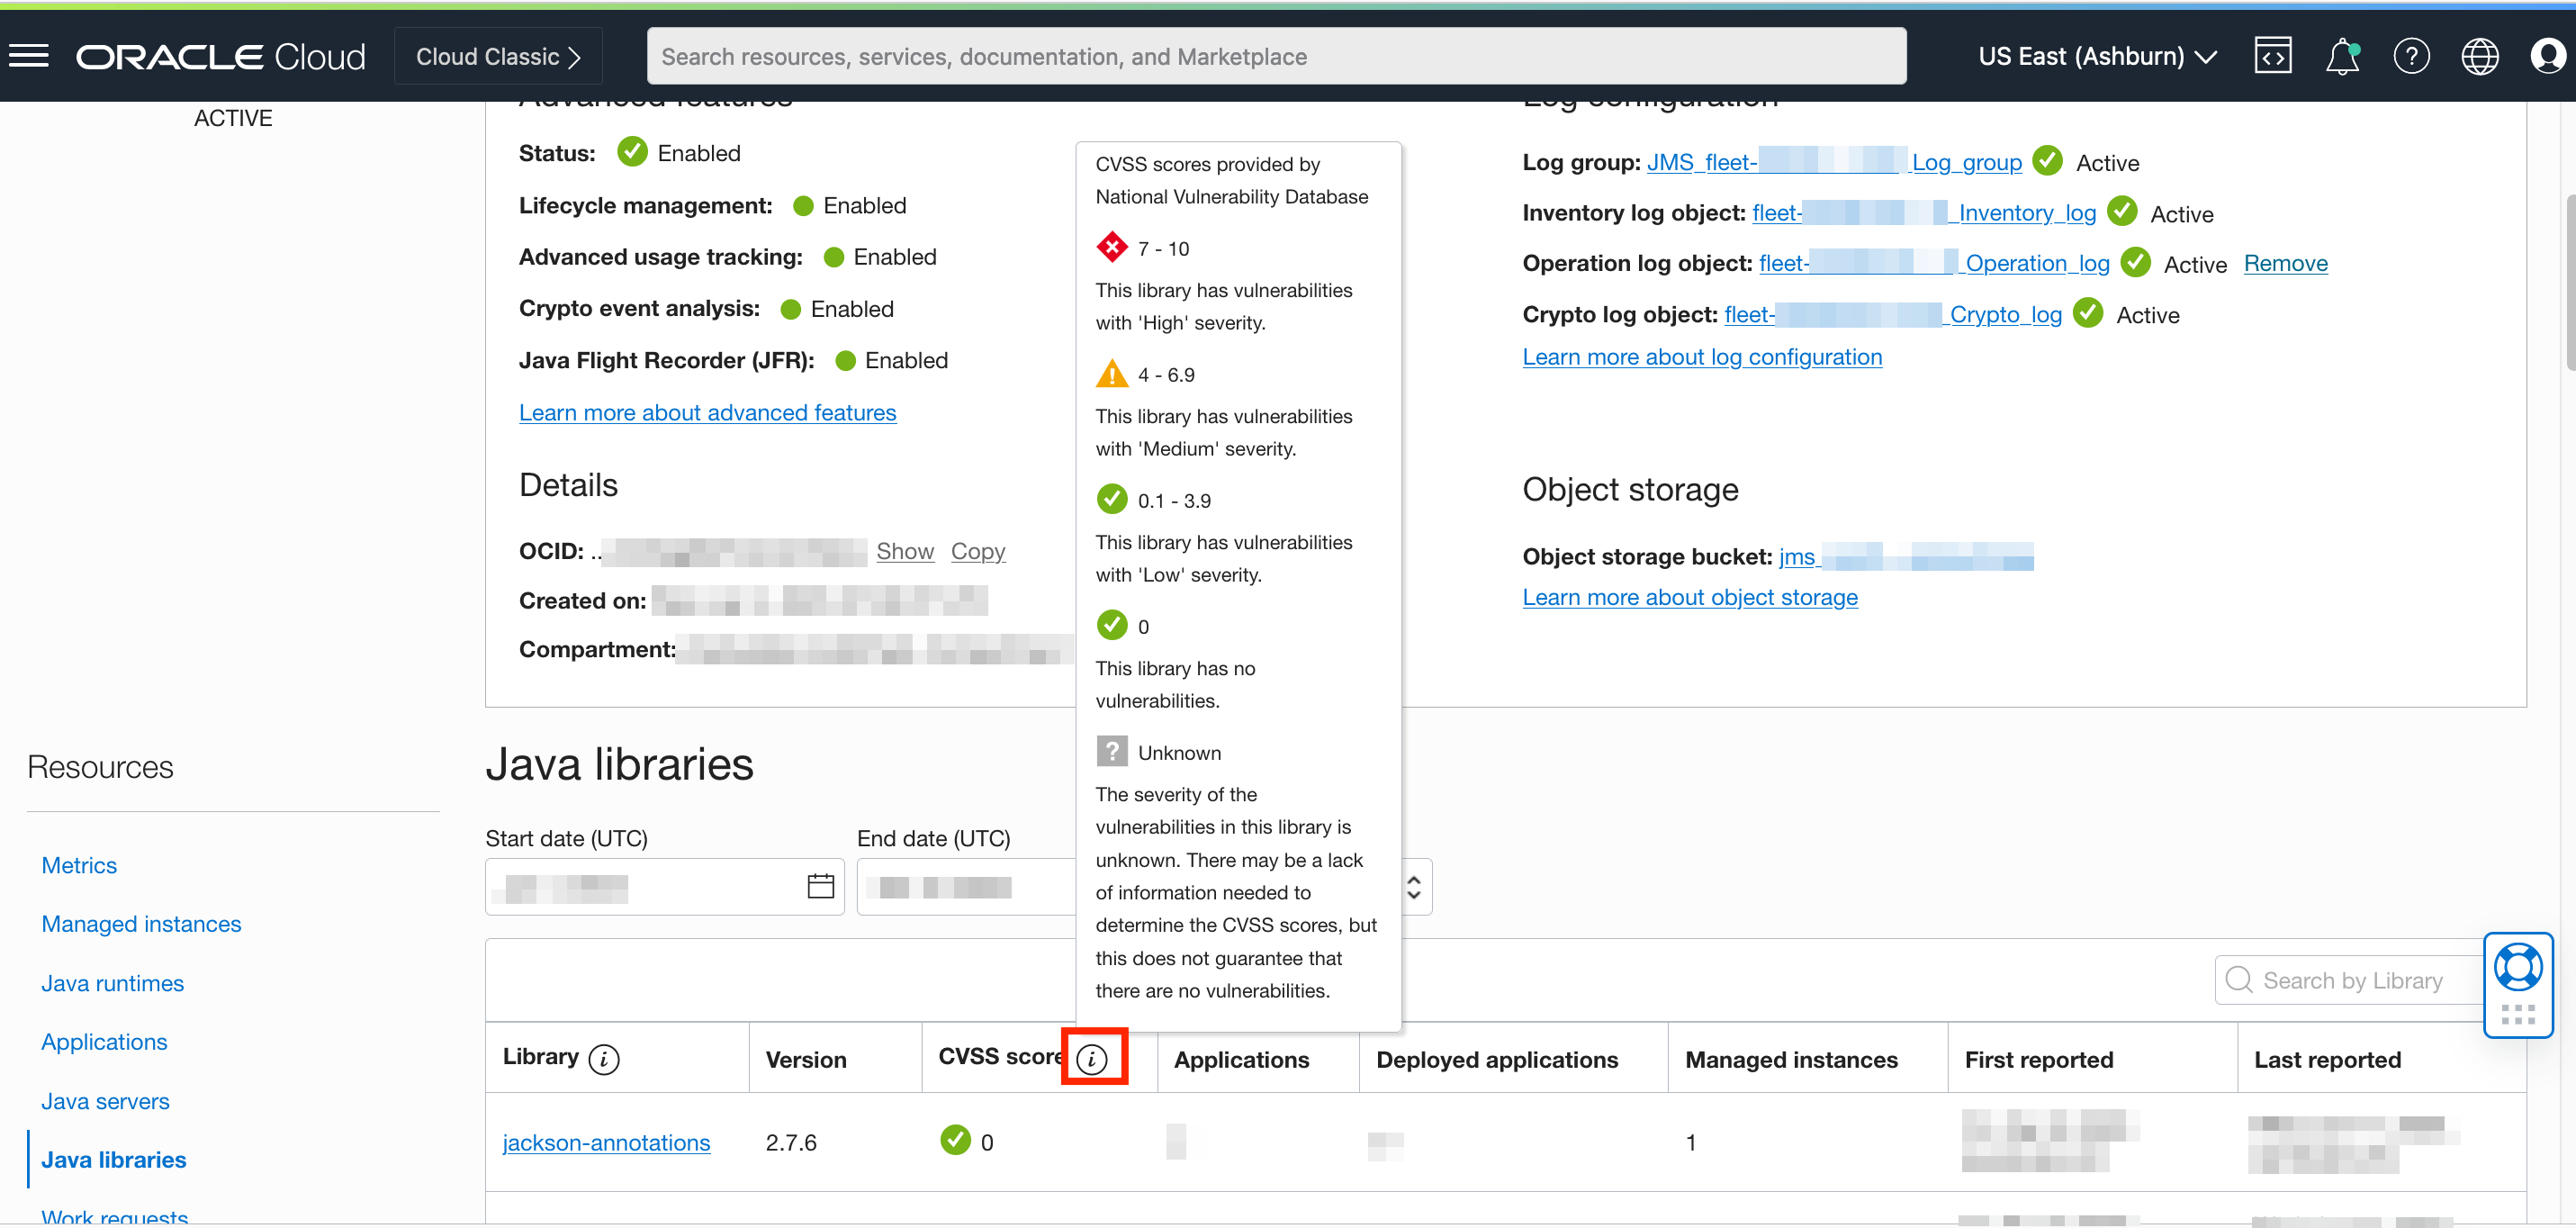 ORACLE Cloud
Cloud Classic
Search resources, services, documentation, and Marketplace
US East (Ashburn)
ACTIVE
Advanced features
Status: Enabled
Lifecycle management: Enabled
Advanced usage tracking: Enabled
Crypto event analysis: Enabled
Java Flight Recorder (JFR): Enabled
Learn more about advanced features
Details
OCID: .. Show Copy
Created on:
Compartment:
CVSS scores provided by
National Vulnerability Database
7 - 10
This library has vulnerabilities
with 'High' severity.
4 - 6.9
This library has vulnerabilities
with 'Medium' severity.
0.1 - 3.9
This library has vulnerabilities
with 'Low' severity.
0
This library has no
vulnerabilities.
? Unknown
The severity of the
vulnerabilities in this library is
unknown. There may be a lack
of information needed to
determine the CVSS scores, but
this does not guarantee that
there are no vulnerabilities.
Log configuration
Log group: JMS_fleet- _Log_group Active
Inventory log object: fleet- _Inventory_log Active
Operation log object: fleet- _Operation_log Active Remove
Crypto log object: fleet- _Crypto_log Active
Learn more about log configuration
Object storage
Object storage bucket: jms_
Learn more about object storage
Resources
Metrics
Managed instances
Java runtimes
Applications
Java servers
Java libraries
Work requests
Java libraries
Start date (UTC)
End date (UTC)
Search by Library
Library i
Version
CVSS score i
Applications
Deployed applications
Managed instances
First reported
Last reported
jackson-annotations
2.7.6
0
1